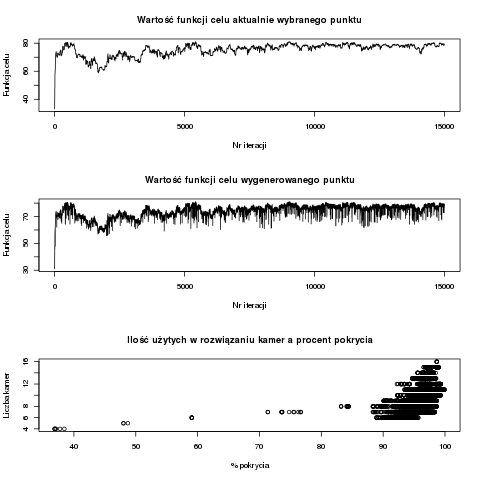 Wartość funkcji celu aktualnie wybranego punktu
Funkcja celu
40 60 80
0 5000 10000 15000
Nr iteracji
Wartość funkcji celu wygenerowanego punktu
Funkcja celu
30 50 70
0 5000 10000 15000
Nr iteracji
Ilość użytych w rozwiązaniu kamer a procent pokrycia
Liczba kamer
4 6 8 12 16
40 50 60 70 80 90 100
% pokrycia